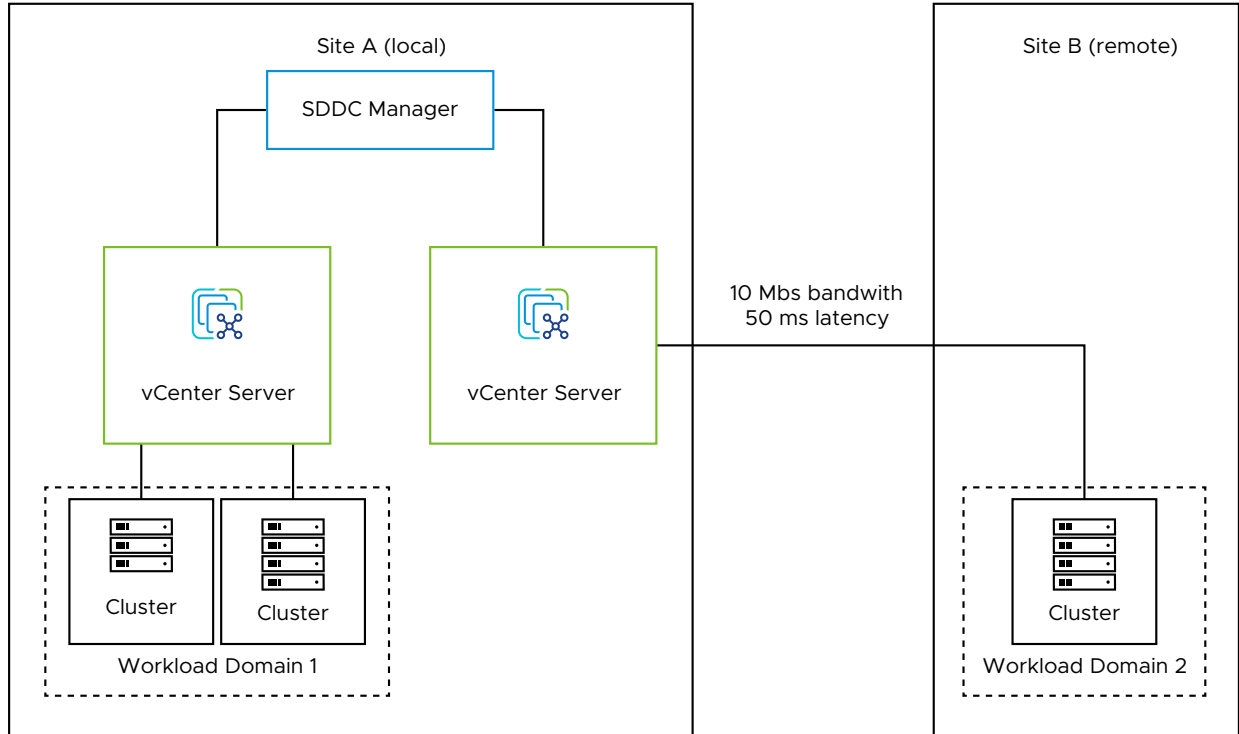 Site A (local)
Site B (remote)
SDDC Manager
10 Mbs bandwith
50 ms latency
vCenter Server
vCenter Server
Cluster
Cluster
Cluster
Workload Domain 1
Workload Domain 2